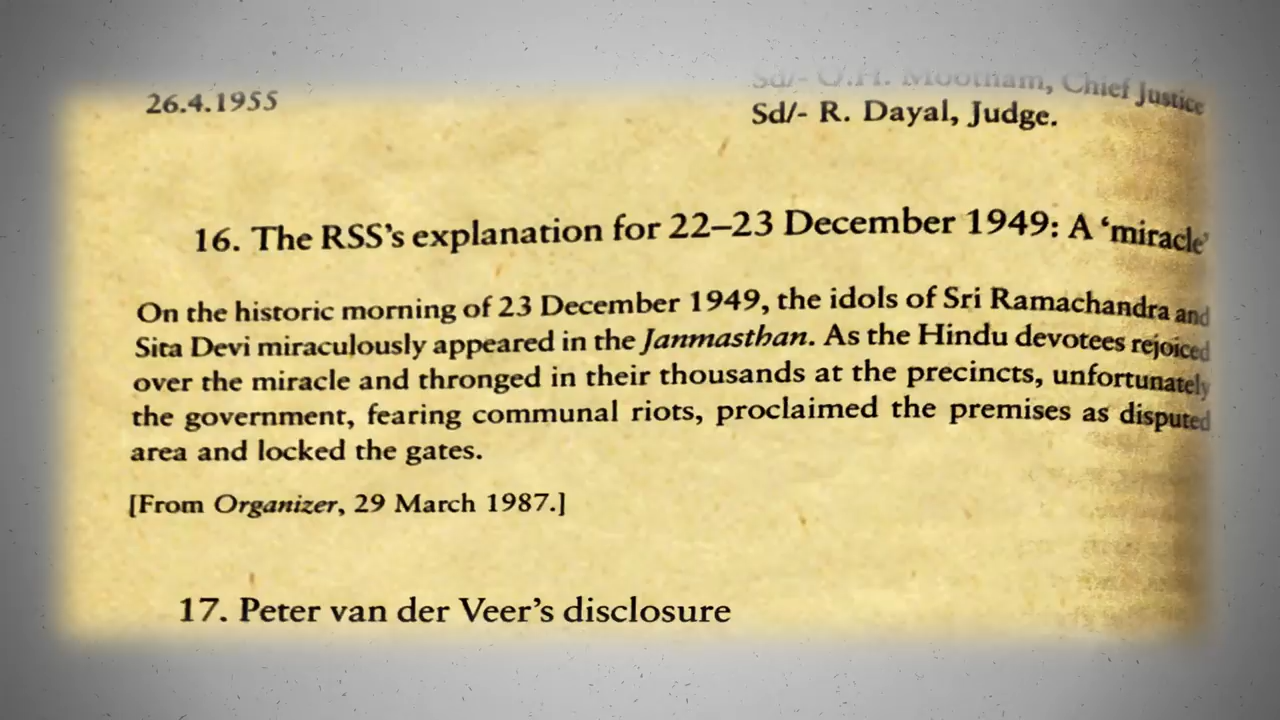 Sd/- O.H. Mootham, Chief Justice
26.4.1955
Sd/- R. Dayal, Judge.
16. The RSS's explanation for 22–23 December 1949: A 'miracle'
On the historic morning of 23 December 1949, the idols of Sri Ramachandra and
Sita Devi miraculously appeared in the Janmasthan. As the Hindu devotees rejoiced
over the miracle and thronged in their thousands at the precincts, unfortunately
the government, fearing communal riots, proclaimed the premises as disputed
area and locked the gates.
[From Organizer, 29 March 1987.]
17. Peter van der Veer's disclosure